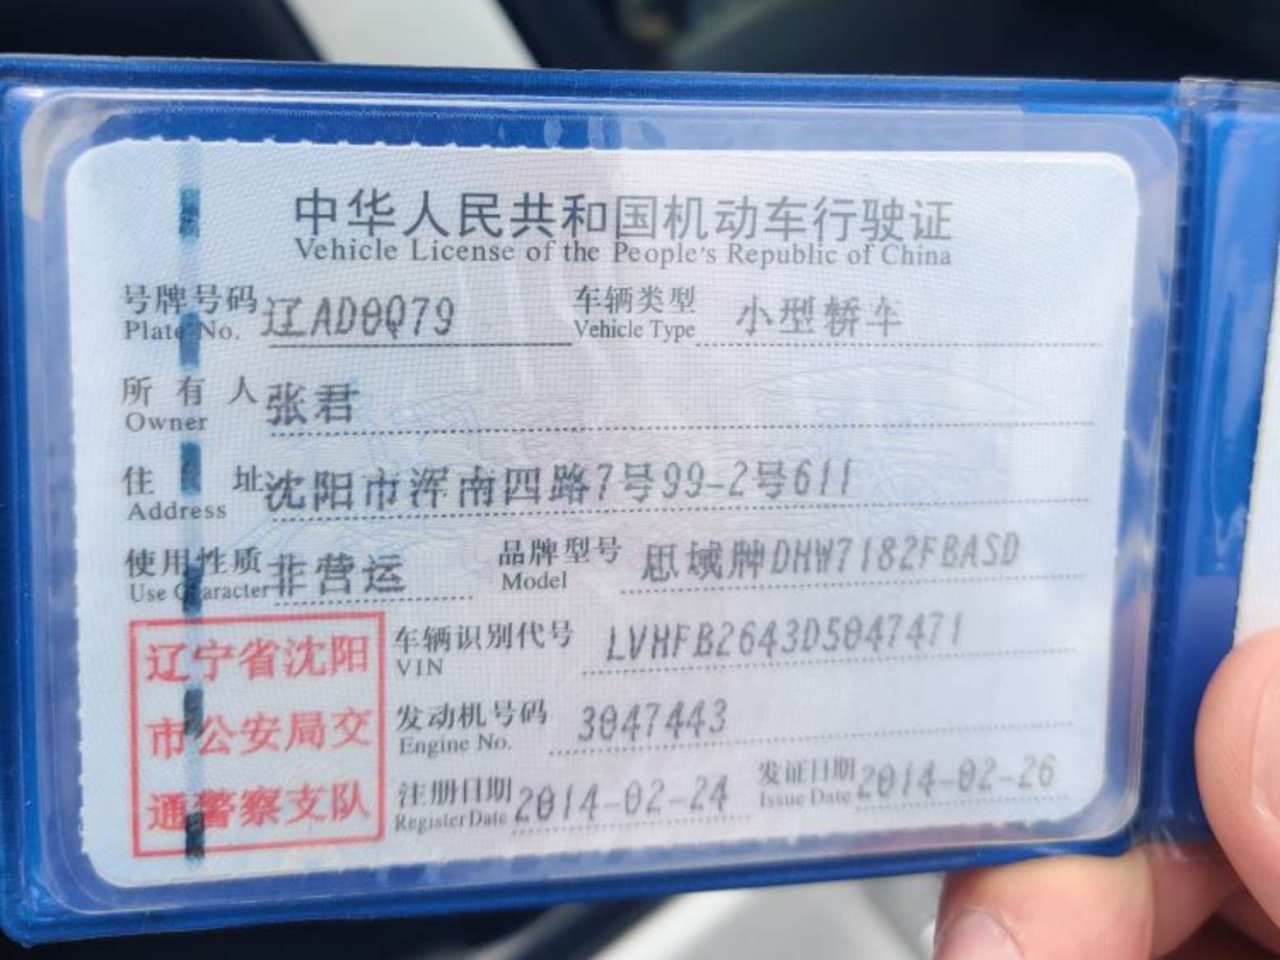 中华人民共和国机动车行驶证
Vehicle License of the People's Republic of China
号牌号码 辽AD0Q79 车辆类型 小型轿车
Plate No. Vehicle Type
所有人 张君
Owner
住址 沈阳市浑南四路7号99-2号611
Address
使用性质 非营运 品牌型号 思域牌DHW7182FBASD
Use Character Model
车辆识别代号 LVHFB2643D5047471
VIN
发动机号码 3047443
Engine No.
注册日期 2014-02-24 发证日期 2014-02-26
Register Date Issue Date
辽宁省沈阳
市公安局交
通警察支队